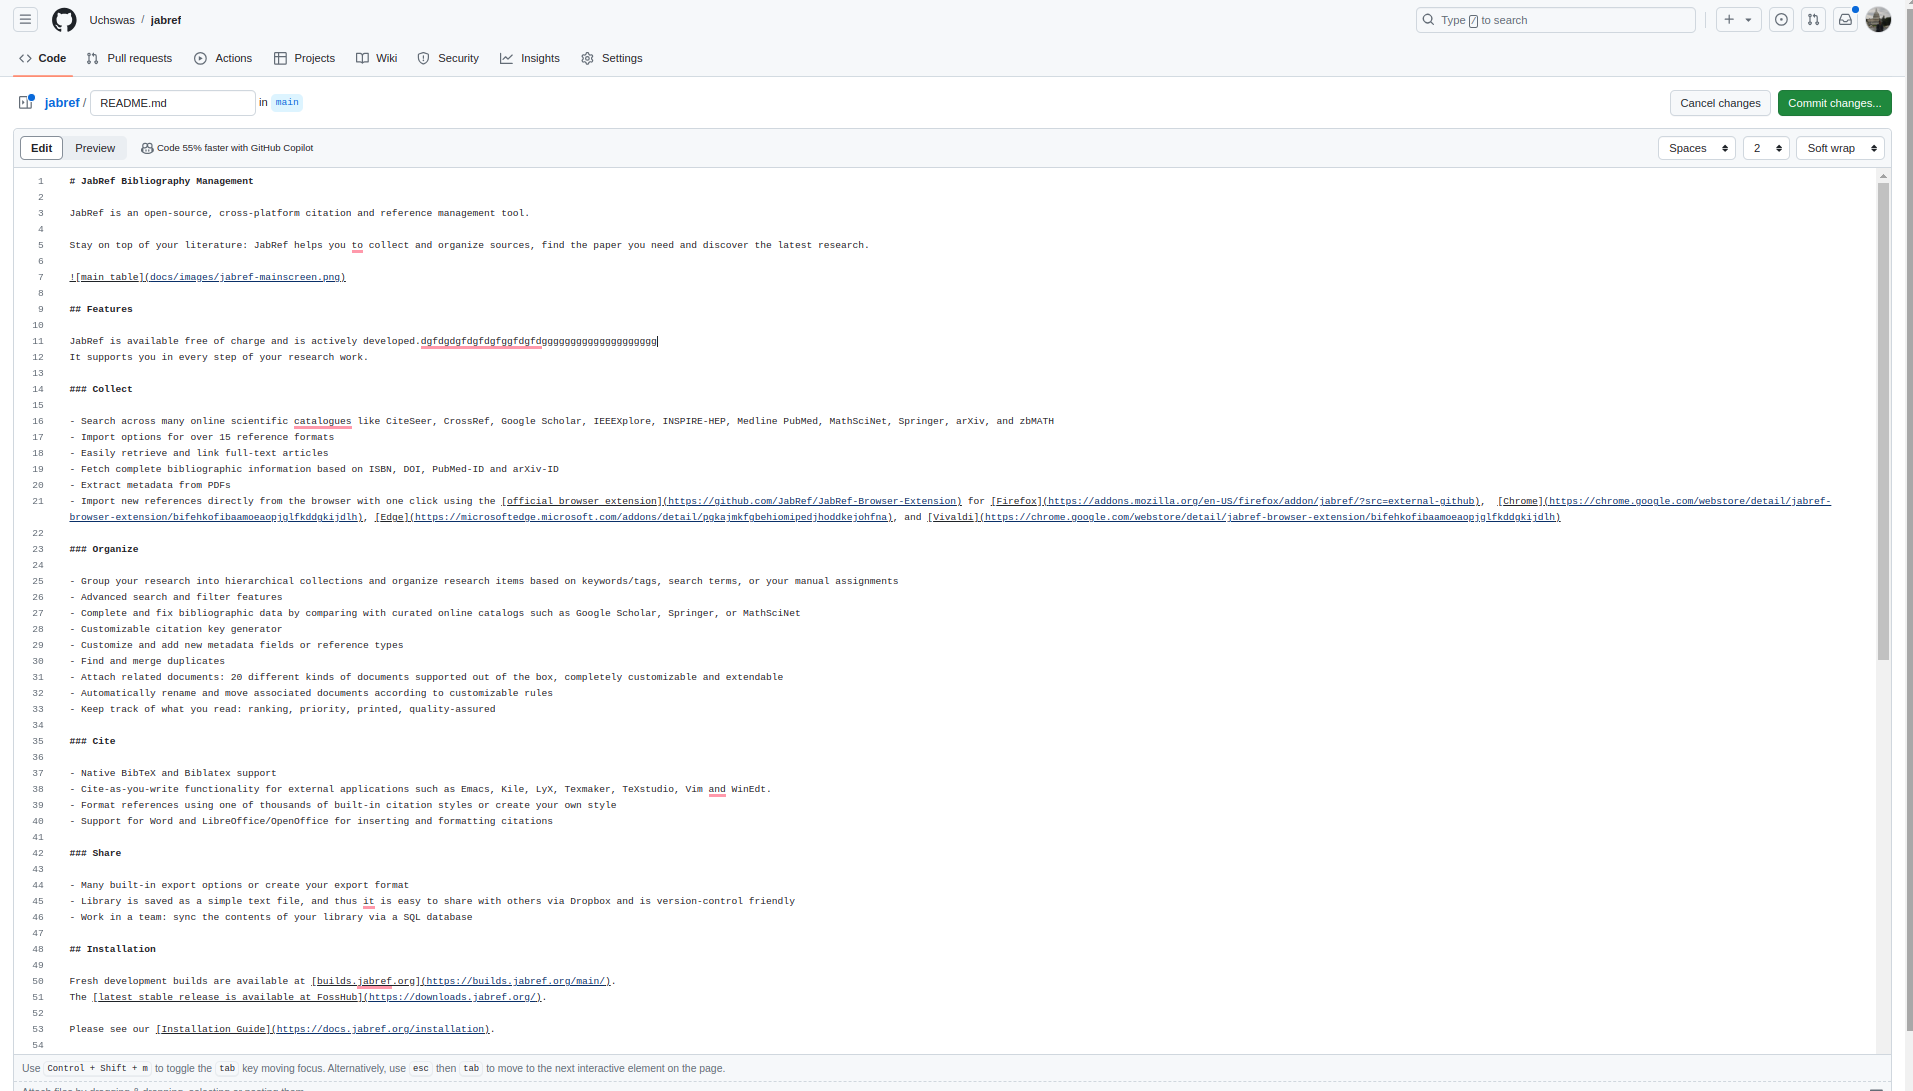 Uchswas / jabref
Type / to search
Code Pull requests Actions Projects Wiki Security Insights Settings
jabref / README.md in main
Cancel changes Commit changes...
Edit Preview Code 55% faster with GitHub Copilot
Spaces 2 Soft wrap
1 # JabRef Bibliography Management
2
3 JabRef is an open-source, cross-platform citation and reference management tool.
4
5 Stay on top of your literature: JabRef helps you to collect and organize sources, find the paper you need and discover the latest research.
6
7 ![main table](docs/images/jabref-mainscreen.png)
8
9 ## Features
10
11 JabRef is available free of charge and is actively developed.dgfdgdgfdgfdgfggfdgfdgggggggggggggggggggg
12 It supports you in every step of your research work.
13
14 ### Collect
15
16 - Search across many online scientific catalogues like CiteSeer, CrossRef, Google Scholar, IEEEXplore, INSPIRE-HEP, Medline PubMed, MathSciNet, Springer, arXiv, and zbMATH
17 - Import options for over 15 reference formats
18 - Easily retrieve and link full-text articles
19 - Fetch complete bibliographic information based on ISBN, DOI, PubMed-ID and arXiv-ID
20 - Extract metadata from PDFs
21 - Import new references directly from the browser with one click using the [official browser extension](https://github.com/JabRef/JabRef-Browser-Extension) for [Firefox](https://addons.mozilla.org/en-US/firefox/addon/jabref/?src=external-github), [Chrome](https://chrome.google.com/webstore/detail/jabref-
browser-extension/bifehkofibaamoeaopjglfkddgkijdlh), [Edge](https://microsoftedge.microsoft.com/addons/detail/pgkajmkfgbehiomipedjhoddkejohfna), and [Vivaldi](https://chrome.google.com/webstore/detail/jabref-browser-extension/bifehkofibaamoeaopjglfkddgkijdlh)
22
23 ### Organize
24
25 - Group your research into hierarchical collections and organize research items based on keywords/tags, search terms, or your manual assignments
26 - Advanced search and filter features
27 - Complete and fix bibliographic data by comparing with curated online catalogs such as Google Scholar, Springer, or MathSciNet
28 - Customizable citation key generator
29 - Customize and add new metadata fields or reference types
30 - Find and merge duplicates
31 - Attach related documents: 20 different kinds of documents supported out of the box, completely customizable and extendable
32 - Automatically rename and move associated documents according to customizable rules
33 - Keep track of what you read: ranking, priority, printed, quality-assured
34
35 ### Cite
36
37 - Native BibTeX and Biblatex support
38 - Cite-as-you-write functionality for external applications such as Emacs, Kile, LyX, Texmaker, TeXstudio, Vim and WinEdt.
39 - Format references using one of thousands of built-in citation styles or create your own style
40 - Support for Word and LibreOffice/OpenOffice for inserting and formatting citations
41
42 ### Share
43
44 - Many built-in export options or create your export format
45 - Library is saved as a simple text file, and thus it is easy to share with others via Dropbox and is version-control friendly
46 - Work in a team: sync the contents of your library via a SQL database
47
48 ## Installation
49
50 Fresh development builds are available at [builds.jabref.org](https://builds.jabref.org/main/).
51 The [latest stable release is available at FossHub](https://downloads.jabref.org/).
52
53 Please see our [Installation Guide](https://docs.jabref.org/installation).
54
Use Control + Shift + m to toggle the tab key moving focus. Alternatively, use esc then tab to move to the next interactive element on the page.
Attach files by dragging & dropping, selecting or pasting them.